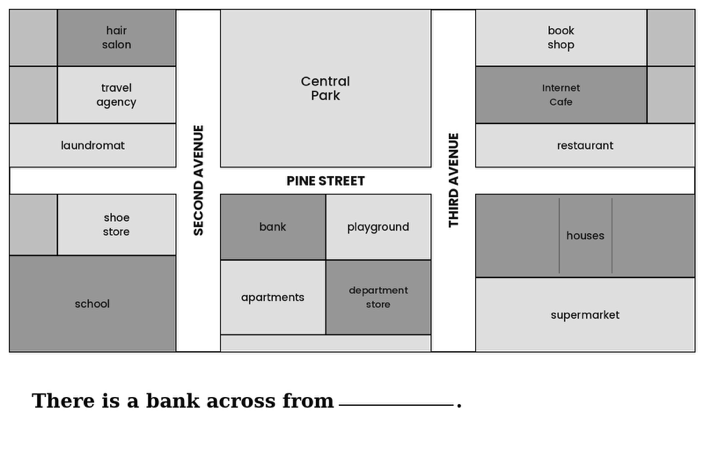 hair
salon
travel
agency
laundromat
SECOND AVENUE
Central
Park
THIRD AVENUE
book
shop
Internet
Cafe
restaurant
PINE STREET
shoe
store
school
bank
playground
apartments
department
store
houses
supermarket
There is a bank across from ____________.